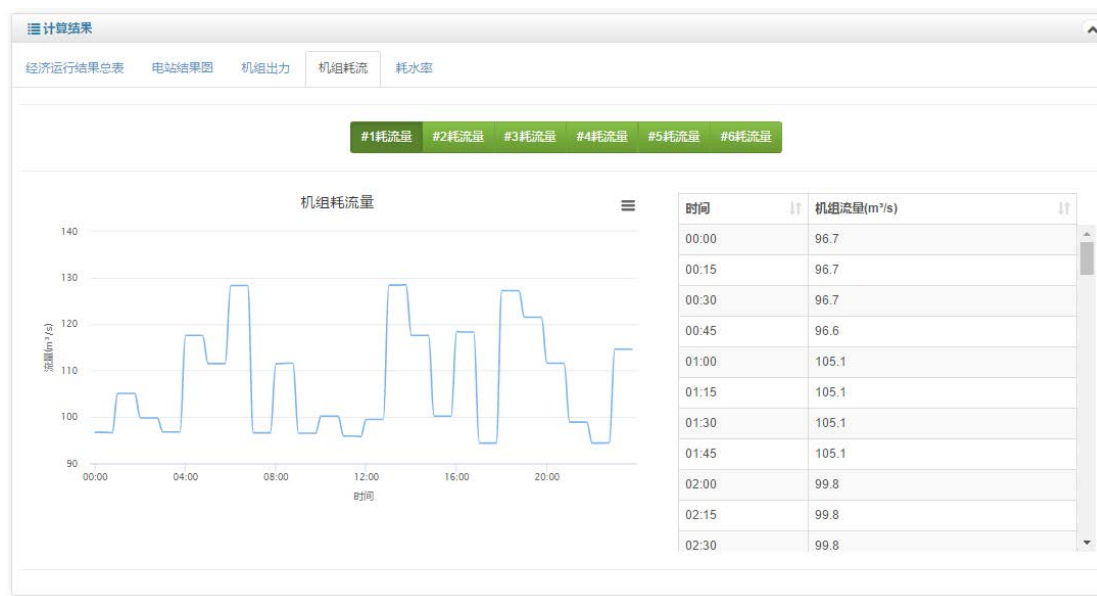 计算结果
经济运行结果总表 电站结果图 机组出力 机组耗流 耗水率
#1耗流量 #2耗流量 #3耗流量 #4耗流量 #5耗流量 #6耗流量
机组耗流量
140
130
120
110
100
90
流量(m³/s)
00:00 04:00 08:00 12:00 16:00 20:00
时间
时间 机组流量(m³/s)
00:00 96.7
00:15 96.7
00:30 96.7
00:45 96.6
01:00 105.1
01:15 105.1
01:30 105.1
01:45 105.1
02:00 99.8
02:15 99.8
02:30 99.8